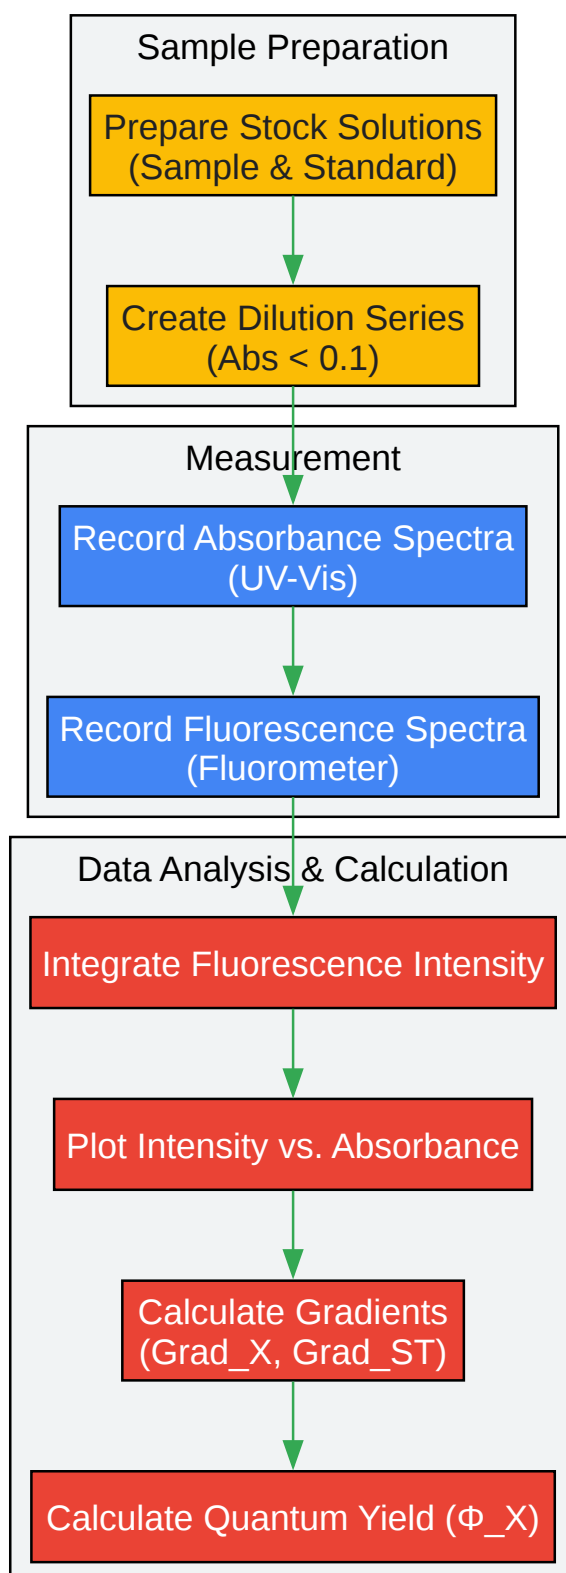 Sample Preparation
Prepare Stock Solutions
(Sample & Standard)
Create Dilution Series
(Abs < 0.1)
Measurement
Record Absorbance Spectra
(UV-Vis)
Record Fluorescence Spectra
(Fluorometer)
Data Analysis & Calculation
Integrate Fluorescence Intensity
Plot Intensity vs. Absorbance
Calculate Gradients
(Grad_X, Grad_ST)
Calculate Quantum Yield (Φ_X)